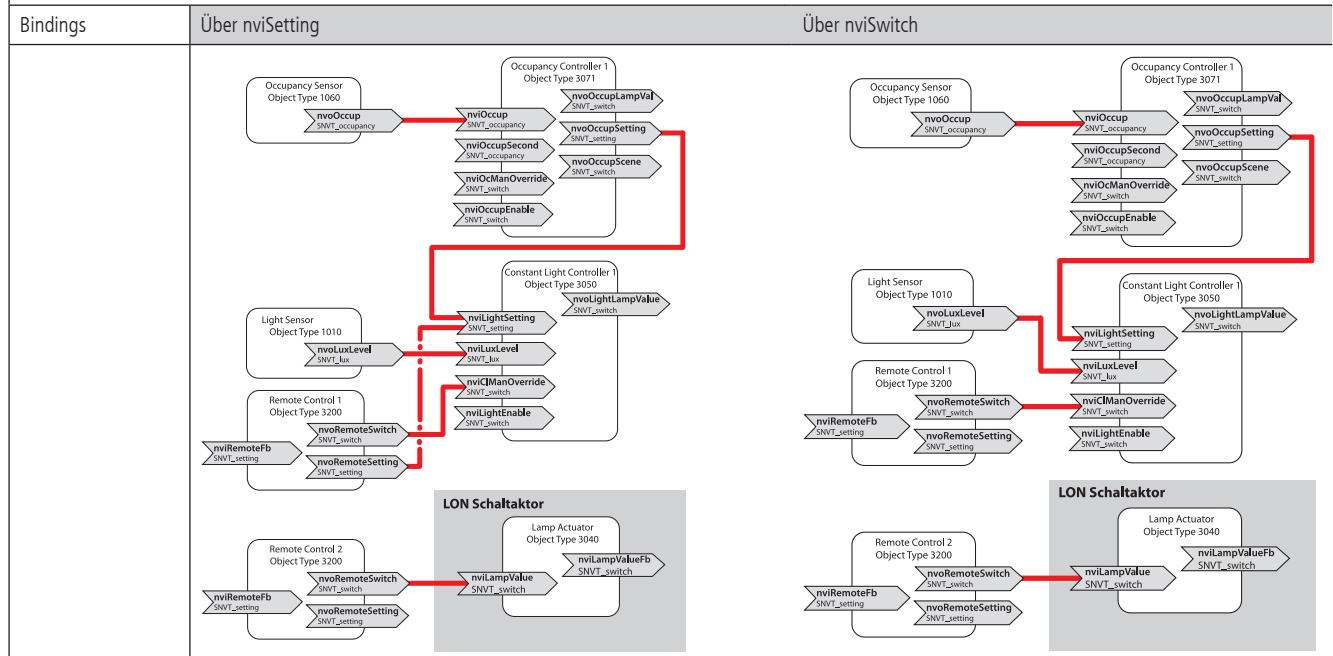 Bindings
Über nviSetting
Über nviSwitch
Occupancy Sensor
Object Type 1060
nvoOccup
SNVT_occupancy
Occupancy Controller 1
Object Type 3071
nvoOccupLampVal
SNVT_switch
nviOccup
SNVT_occupancy
nvoOccupSetting
SNVT_setting
nviOccupSecond
SNVT_occupancy
nvoOccupScene
SNVT_switch
nviOcManOverride
SNVT_switch
nviOccupEnable
SNVT_switch
Constant Light Controller 1
Object Type 3050
nvoLightLampValue
SNVT_switch
nviLightSetting
SNVT_setting
Light Sensor
Object Type 1010
nvoLuxLevel
SNVT_lux
nviLuxLevel
SNVT_lux
nviClManOverride
SNVT_switch
nviLightEnable
SNVT_switch
Remote Control 1
Object Type 3200
nvoRemoteSwitch
SNVT_switch
nviRemoteFb
SNVT_setting
nvoRemoteSetting
SNVT_setting
LON Schaltaktor
Lamp Actuator
Object Type 3040
nviLampValueFb
SNVT_switch
nviLampValue
SNVT_switch
Remote Control 2
Object Type 3200
nvoRemoteSwitch
SNVT_switch
nviRemoteFb
SNVT_setting
nvoRemoteSetting
SNVT_setting
Occupancy Sensor
Object Type 1060
nvoOccup
SNVT_occupancy
Occupancy Controller 1
Object Type 3071
nvoOccupLampVal
SNVT_switch
nviOccup
SNVT_occupancy
nvoOccupSetting
SNVT_setting
nviOccupSecond
SNVT_occupancy
nvoOccupScene
SNVT_switch
nviOcManOverride
SNVT_switch
nviOccupEnable
SNVT_switch
Light Sensor
Object Type 1010
nvoLuxLevel
SNVT_lux
Constant Light Controller 1
Object Type 3050
nvoLightLampValue
SNVT_switch
nviLightSetting
SNVT_setting
nviLuxLevel
SNVT_lux
nviClManOverride
SNVT_switch
nviLightEnable
SNVT_switch
Remote Control 1
Object Type 3200
nvoRemoteSwitch
SNVT_switch
nviRemoteFb
SNVT_setting
nvoRemoteSetting
SNVT_setting
LON Schaltaktor
Lamp Actuator
Object Type 3040
nviLampValueFb
SNVT_switch
nviLampValue
SNVT_switch
Remote Control 2
Object Type 3200
nvoRemoteSwitch
SNVT_switch
nviRemoteFb
SNVT_setting
nvoRemoteSetting
SNVT_setting